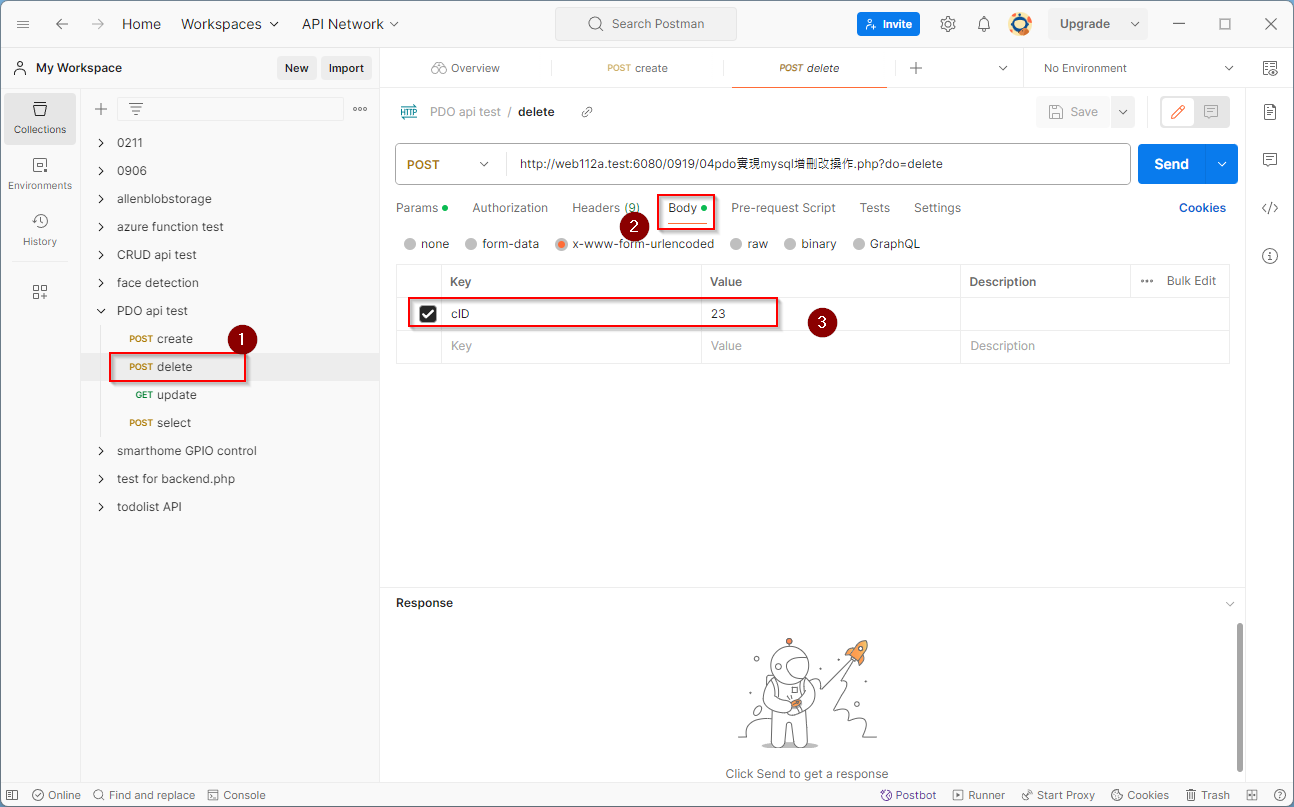 Home Workspaces API Network Search Postman Invite Upgrade
My Workspace New Import Overview POST create POST delete No Environment
Collections
Environments
History
0211
0906
allenblobstorage
azure function test
CRUD api test
face detection
PDO api test
POST create
1
POST delete
GET update
POST select
smarthome GPIO control
test for backend.php
todolist API
HTTP PDO api test / delete Save
POST http://web112a.test:6080/0919/04pdo實現mysql增刪改操作.php?do=delete Send
Params Authorization Headers (9) Body Pre-request Script Tests Settings Cookies
2
none form-data x-www-form-urlencoded raw binary GraphQL
Key Value Description Bulk Edit
cID 23
3
Key Value Description
Response
Click Send to get a response
Online Find and replace Console Postbot Runner Start Proxy Cookies Trash